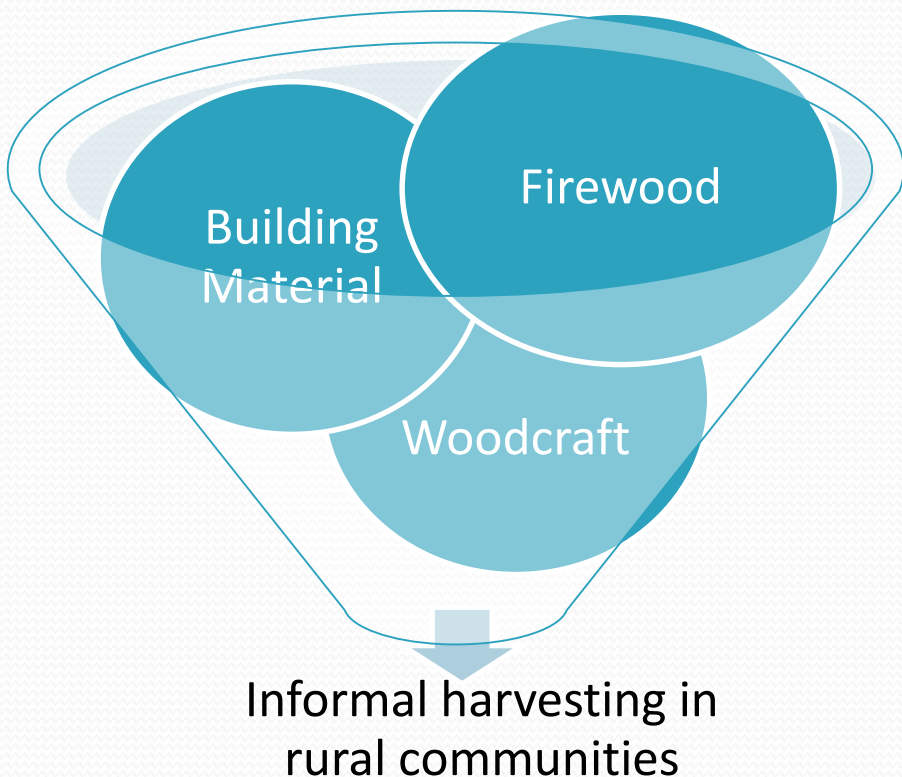 Firewood
Building
Material
Woodcraft
Informal harvesting in
rural communities